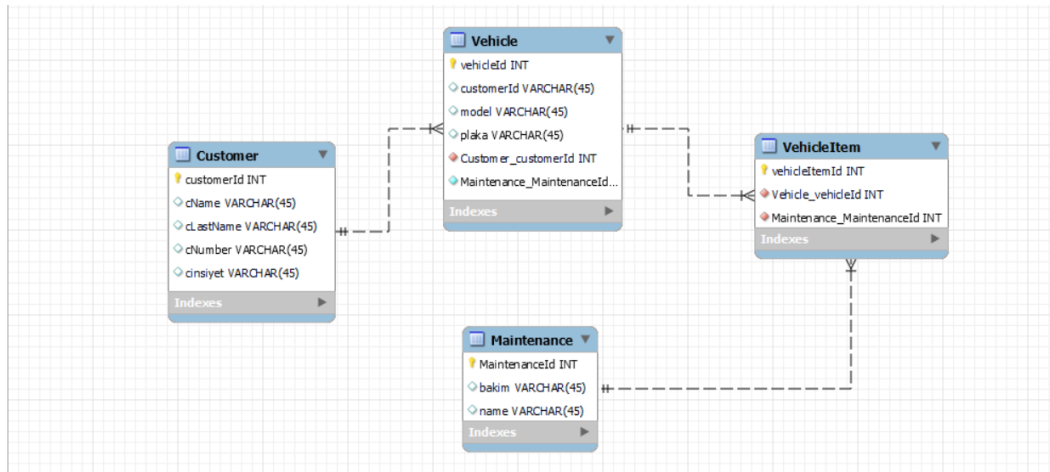 Vehicle
vehicleId INT
customerId VARCHAR(45)
model VARCHAR(45)
plaka VARCHAR(45)
Customer_customerId INT
Maintenance_MaintenanceId...
Indexes
Customer
customerId INT
cName VARCHAR(45)
cLastName VARCHAR(45)
cNumber VARCHAR(45)
cinsiyet VARCHAR(45)
Indexes
VehicleItem
vehicleItemId INT
Vehicle_vehicleId INT
Maintenance_MaintenanceId INT
Indexes
Maintenance
MaintenanceId INT
bakim VARCHAR(45)
name VARCHAR(45)
Indexes